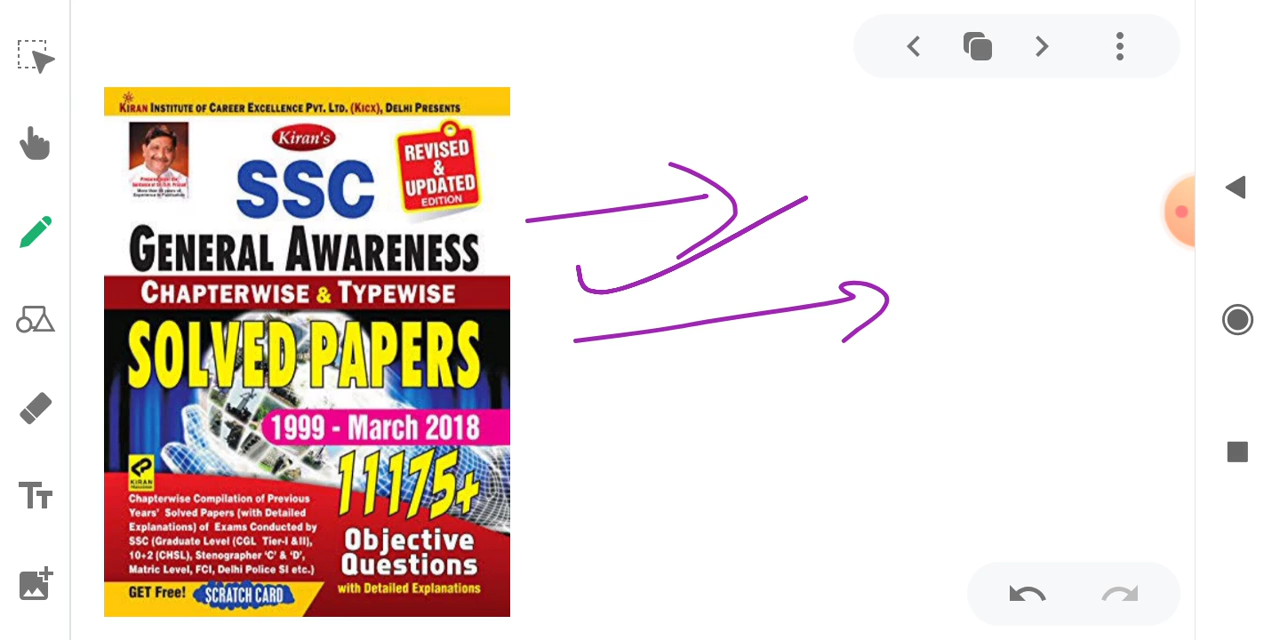 KIRAN INSTITUTE OF CAREER EXCELLENCE PVT. LTD. (KICX), DELHI PRESENTS
Kiran's
REVISED
&
UPDATED
EDITION
SSC
GENERAL AWARENESS
CHAPTERWISE & TYPEWISE
SOLVED PAPERS
1999 - March 2018
11175+
KIRAN
Chapterwise Compilation of Previous
Years' Solved Papers (with Detailed
Explanations) of Exams Conducted by
SSC (Graduate Level (CGL Tier-I & II),
10+2 (CHSL), Stenographer 'C' & 'D',
Matric Level, FCI, Delhi Police SI etc.)
Objective
Questions
with Detailed Explanations
GET Free! SCRATCH CARD
TT